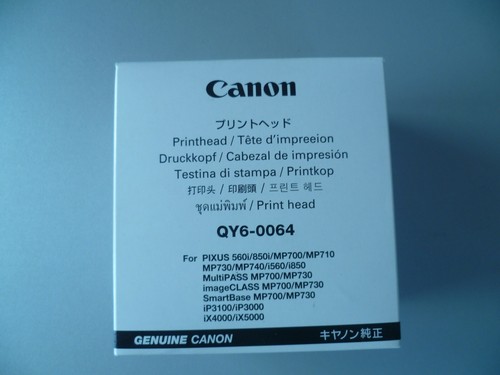 Canon
プリントヘッド
Printhead / Tête d'impreeion
Druckkopf / Cabezal de impresión
Testina di stampa / Printkop
打印头 / 印刷頭 / 프린트 헤드
ชุดแม่พิมพ์ / Print head
QY6-0064
For PIXUS 560i/850i/MP700/MP710
MP730/MP740/i560/i850
MultiPASS MP700/MP730
imageCLASS MP700/MP730
SmartBase MP700/MP730
iP3100/iP3000
iX4000/iX5000
GENUINE CANON キヤノン純正